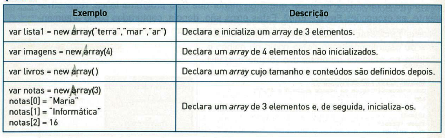 Exemplo Descrição
var lista1 = new array("terra","mar","ar") Declara e inicializa um array de 3 elementos.
var imagens = new array(4) Declara um array de 4 elementos não inicializados.
var livros = new array() Declara um array cujo tamanho e conteúdos são definidos depois.
var notas = new array(3)
notas[0] = "Maria"
notas[1] = "Informática"
notas[2] = 16
Declara um array de 3 elementos e, de seguida, inicializa-os.